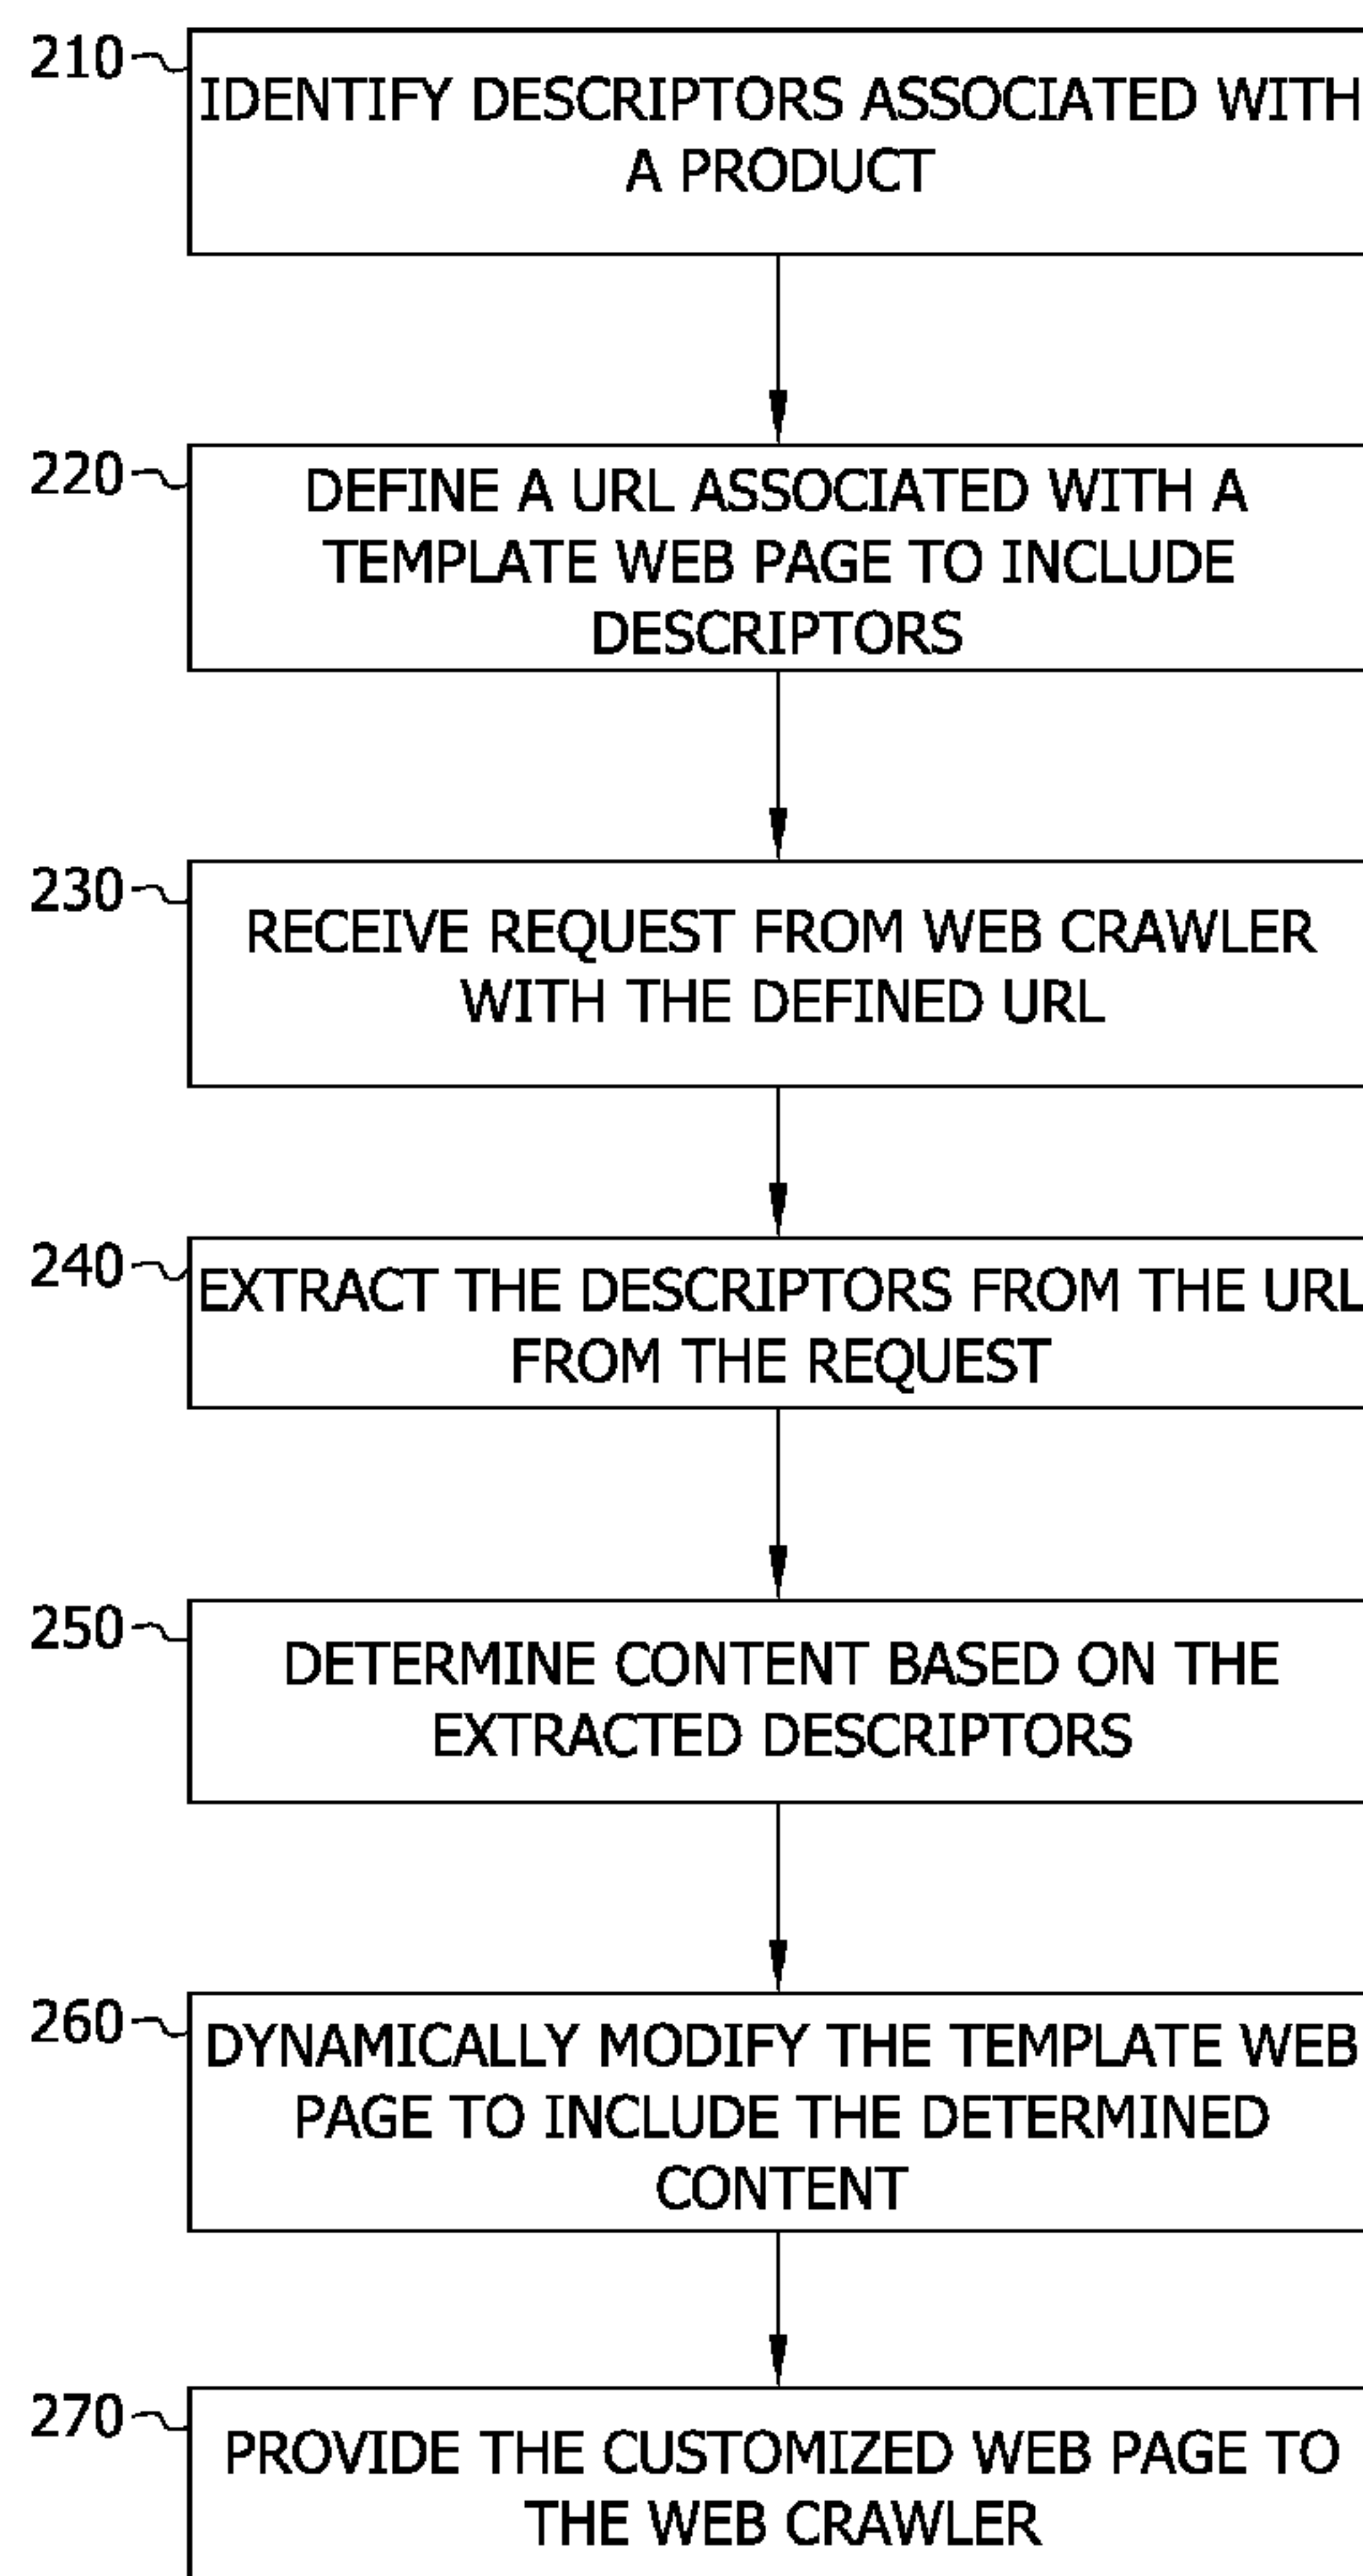 210
IDENTIFY DESCRIPTORS ASSOCIATED WITH
A PRODUCT
220
DEFINE A URL ASSOCIATED WITH A
TEMPLATE WEB PAGE TO INCLUDE
DESCRIPTORS
230
RECEIVE REQUEST FROM WEB CRAWLER
WITH THE DEFINED URL
240
EXTRACT THE DESCRIPTORS FROM THE URL
FROM THE REQUEST
250
DETERMINE CONTENT BASED ON THE
EXTRACTED DESCRIPTORS
260
DYNAMICALLY MODIFY THE TEMPLATE WEB
PAGE TO INCLUDE THE DETERMINED
CONTENT
270
PROVIDE THE CUSTOMIZED WEB PAGE TO
THE WEB CRAWLER